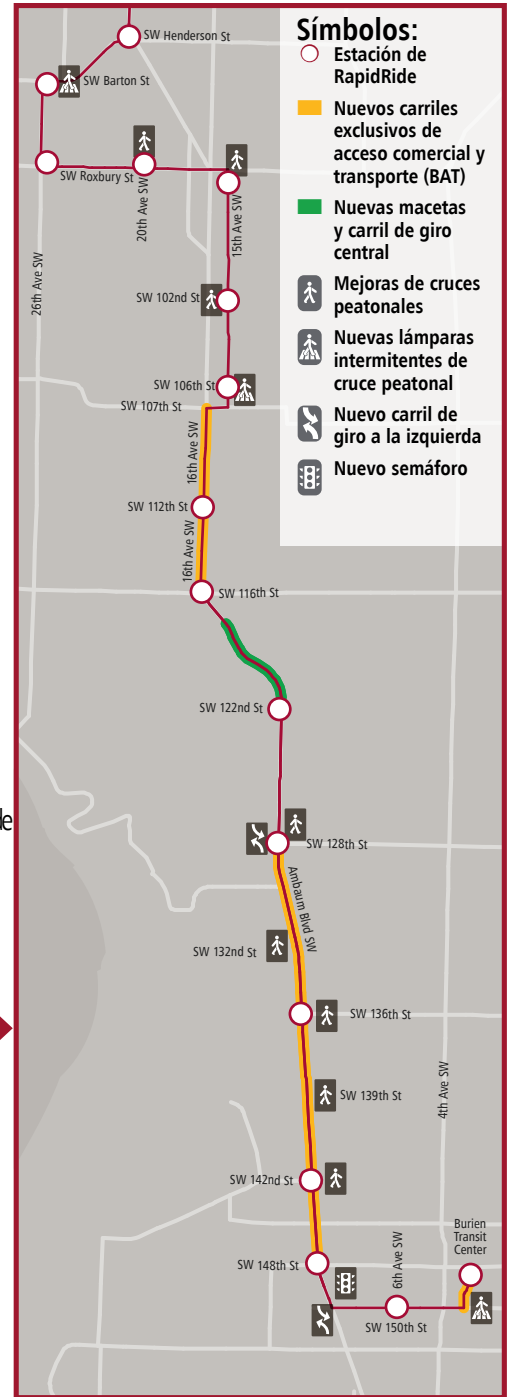 SW Henderson St
SW Barton St
SW Roxbury St
20th Ave SW
15th Ave SW
26th Ave SW
SW 102nd St
SW 106th St
SW 107th St
16th Ave SW
SW 112th St
16th Ave SW
SW 116th St
SW 122nd St
SW 128th St
Ambaum Blvd SW
SW 132nd St
SW 136th St
4th Ave SW
SW 139th St
SW 142nd St
Burien
Transit
Center
6th Ave SW
SW 148th St
SW 150th St
Símbolos:
Estación de
RapidRide
Nuevos carriles
exclusivos de
acceso comercial y
transporte (BAT)
Nuevas macetas
y carril de giro
central
Mejoras de cruces
peatonales
Nuevas lámparas
intermitentes de
cruce peatonal
Nuevo carril de
giro a la izquierda
Nuevo semáforo